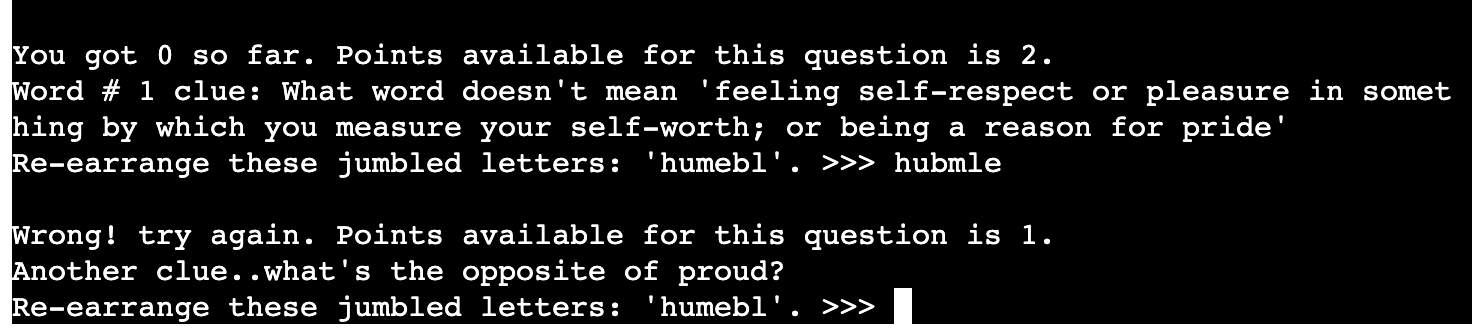 You got 0 so far. Points available for this question is 2.
Word # 1 clue: What word doesn't mean 'feeling self-respect or pleasure in somet
hing by which you measure your self-worth; or being a reason for pride'
Re-earrange these jumbled letters: 'humebl'. >>> hubmle
Wrong! try again. Points available for this question is 1.
Another clue..what's the opposite of proud?
Re-earrange these jumbled letters: 'humebl'. >>>